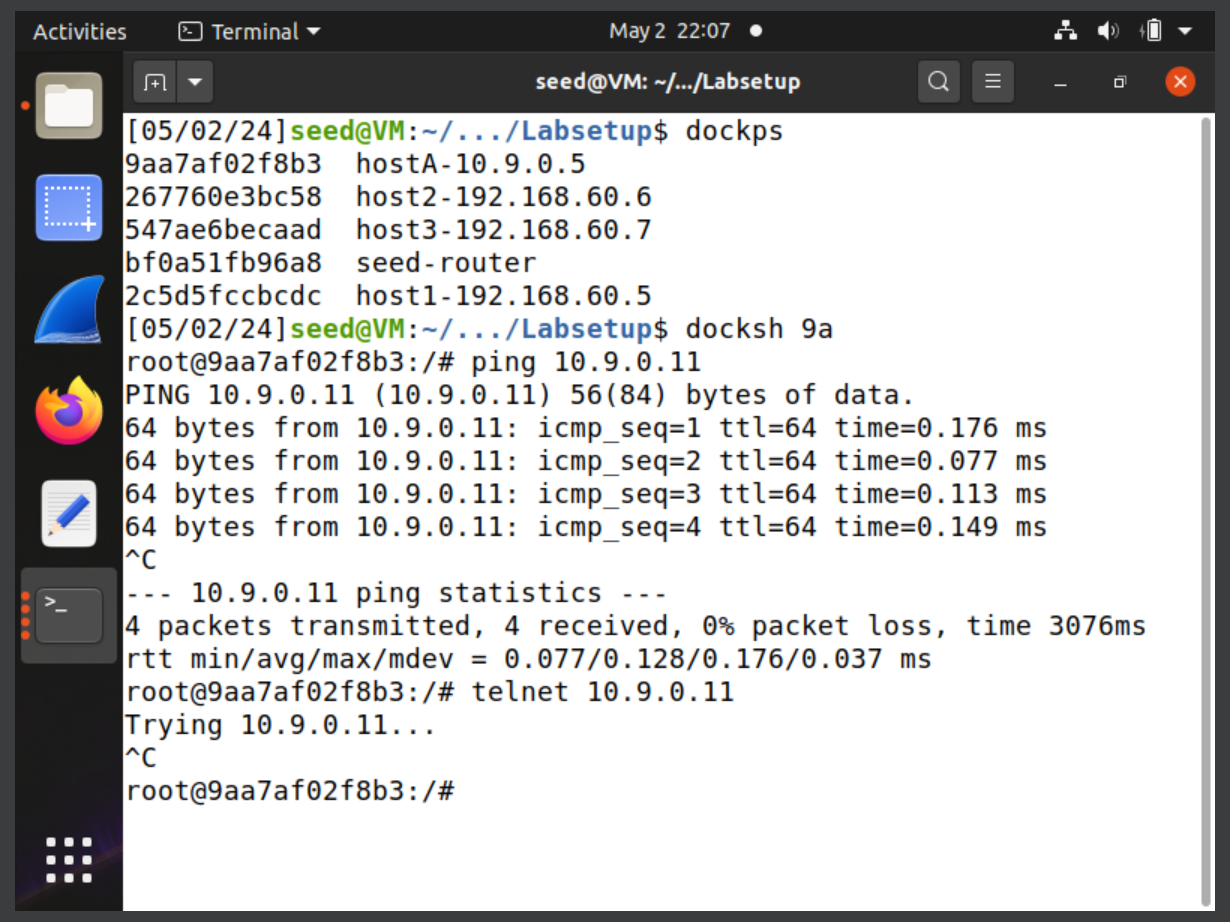 Activities Terminal May 2 22:07
seed@VM: ~/.../Labsetup
[05/02/24]seed@VM:~/.../Labsetup$ dockps
9aa7af02f8b3  hostA-10.9.0.5
267760e3bc58  host2-192.168.60.6
547ae6becaad  host3-192.168.60.7
bf0a51fb96a8  seed-router
2c5d5fccbcdc  host1-192.168.60.5
[05/02/24]seed@VM:~/.../Labsetup$ docksh 9a
root@9aa7af02f8b3:/# ping 10.9.0.11
PING 10.9.0.11 (10.9.0.11) 56(84) bytes of data.
64 bytes from 10.9.0.11: icmp_seq=1 ttl=64 time=0.176 ms
64 bytes from 10.9.0.11: icmp_seq=2 ttl=64 time=0.077 ms
64 bytes from 10.9.0.11: icmp_seq=3 ttl=64 time=0.113 ms
64 bytes from 10.9.0.11: icmp_seq=4 ttl=64 time=0.149 ms
^C
--- 10.9.0.11 ping statistics ---
4 packets transmitted, 4 received, 0% packet loss, time 3076ms
rtt min/avg/max/mdev = 0.077/0.128/0.176/0.037 ms
root@9aa7af02f8b3:/# telnet 10.9.0.11
Trying 10.9.0.11...
^C
root@9aa7af02f8b3:/#